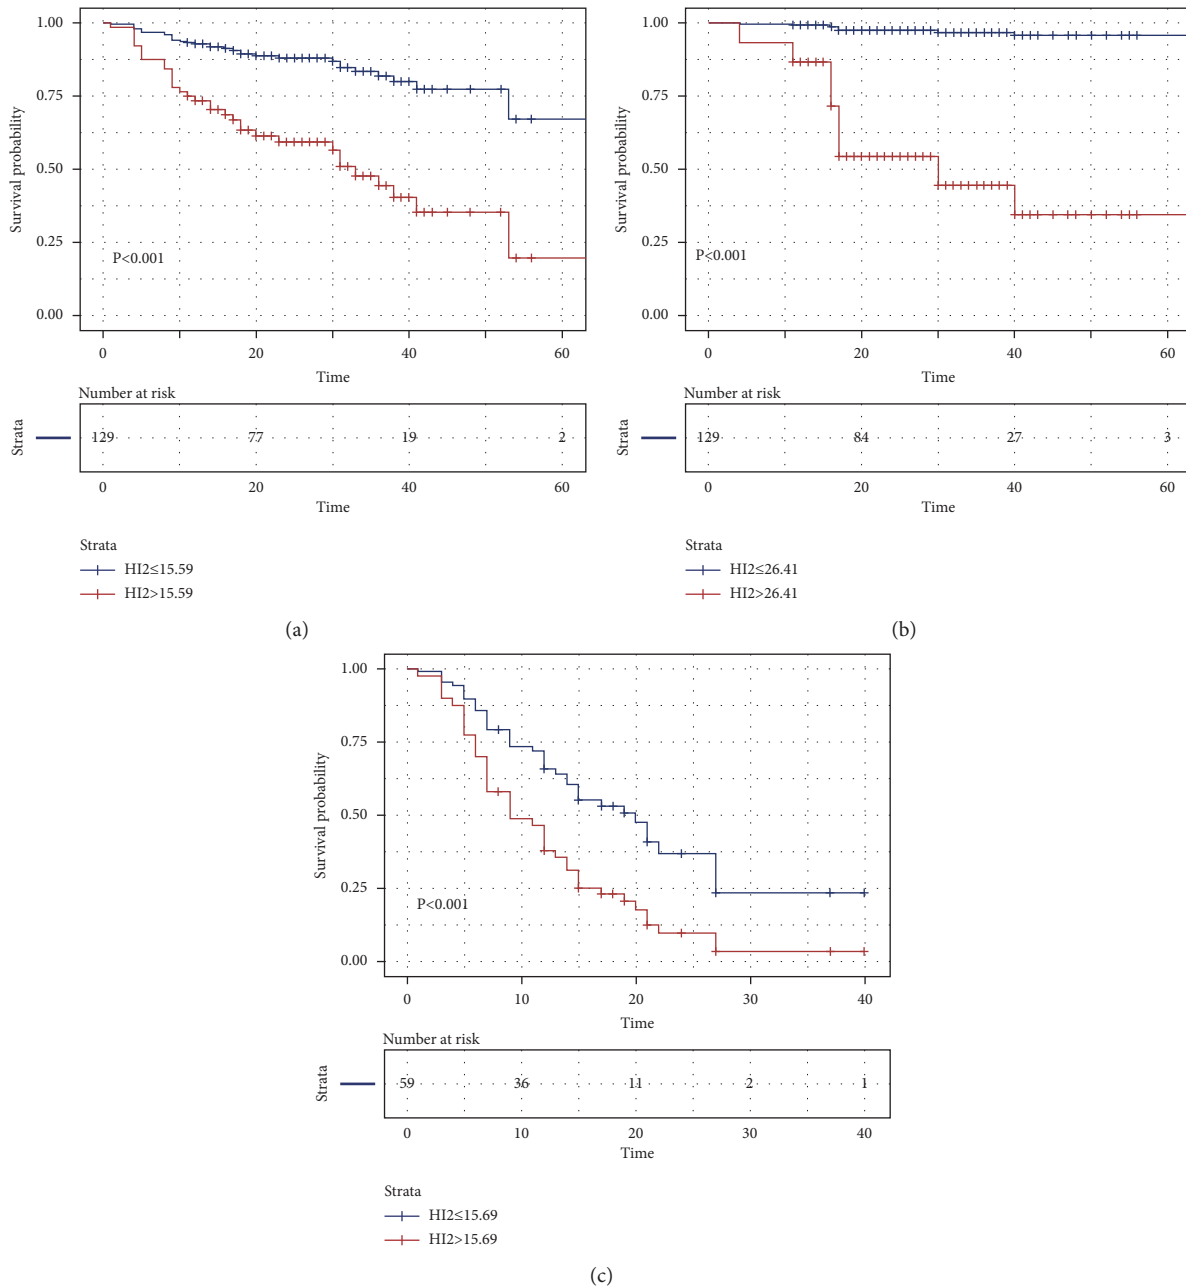 1.00
0.75
0.50
0.25
0.00
Survival probability
P<0.001
0 20 40 60
Time
Number at risk
Strata
129 77 19 2
0 20 40 60
Time
Strata
HI2≤15.59
HI2>15.59
(a)
1.00
0.75
0.50
0.25
0.00
Survival probability
P<0.001
0 20 40 60
Time
Number at risk
Strata
129 84 27 3
0 20 40 60
Time
Strata
HI2≤26.41
HI2>26.41
(b)
1.00
0.75
0.50
0.25
0.00
Survival probability
P<0.001
0 10 20 30 40
Time
Number at risk
Strata
59 36 11 2 1
0 10 20 30 40
Time
Strata
HI2≤15.69
HI2>15.69
(c)